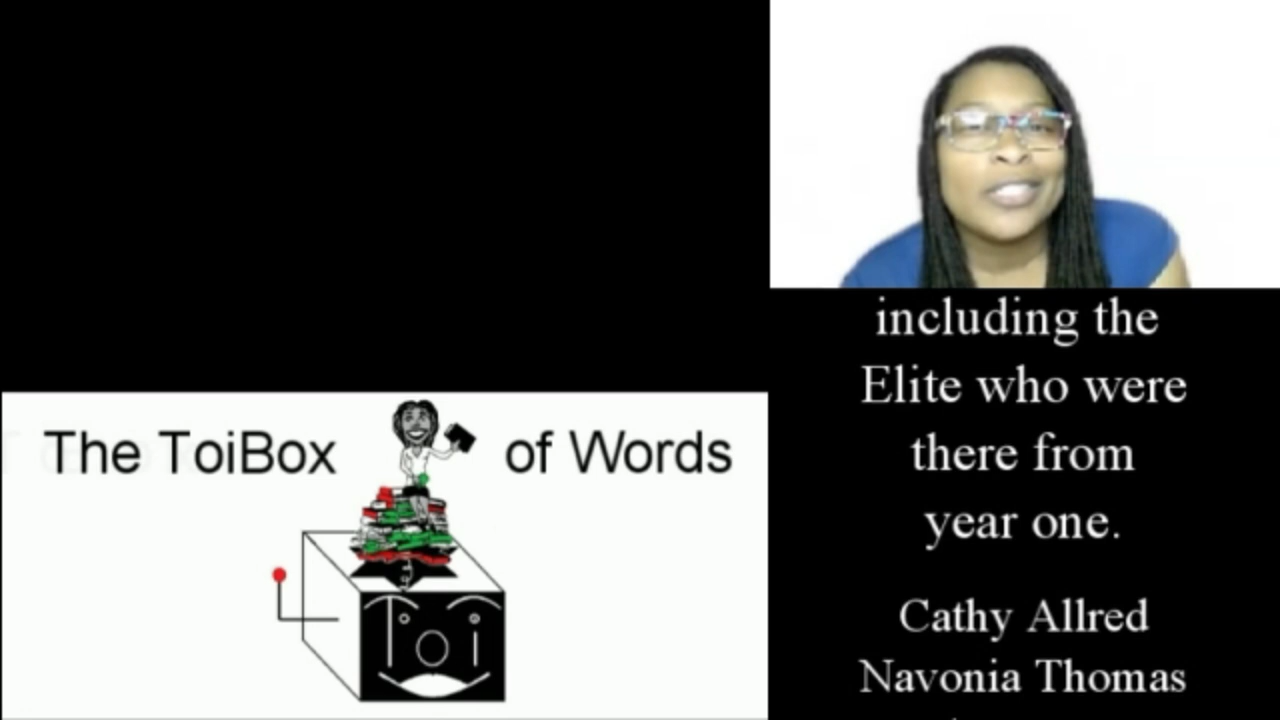 The ToiBox of Words
Toi
including the
Elite who were
there from
year one.
Cathy Allred
Navonia Thomas